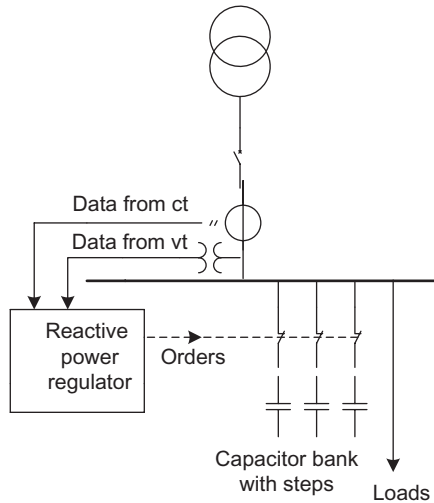 Data from ct
Data from vt
Reactive
power
regulator
Orders
Capacitor bank
with steps
Loads